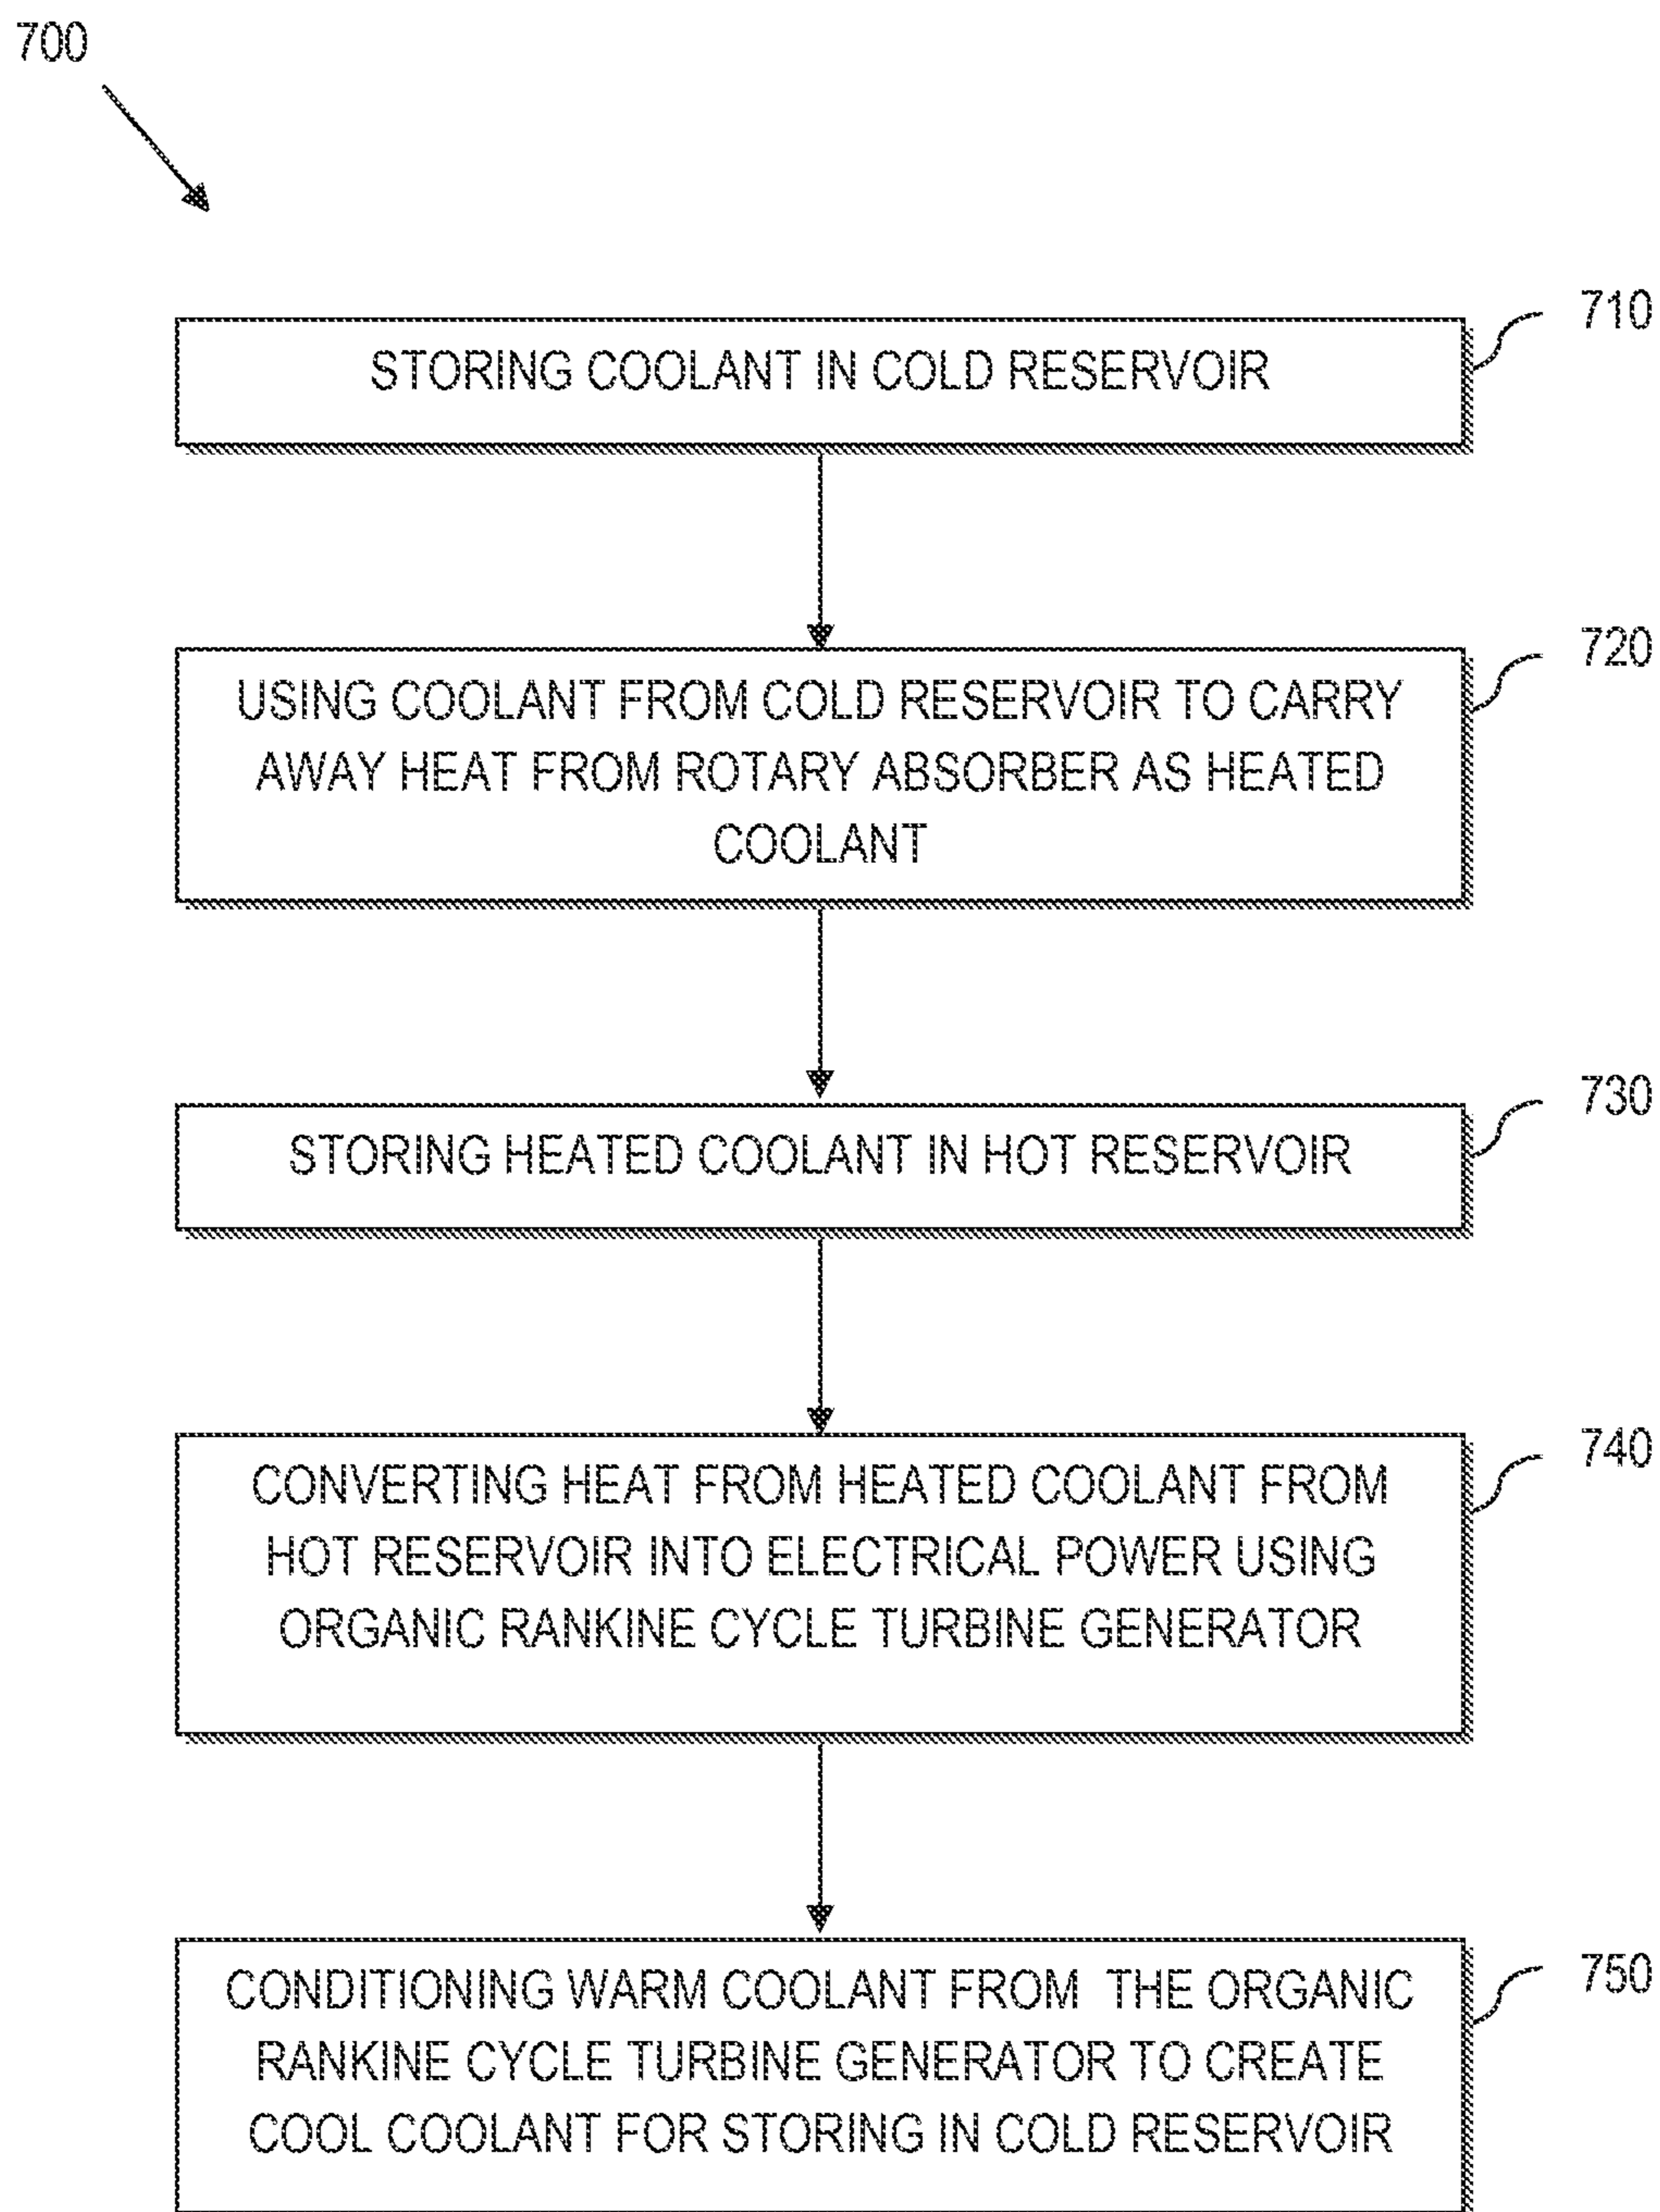 700
710
STORING COOLANT IN COLD RESERVOIR
720
USING COOLANT FROM COLD RESERVOIR TO CARRY
AWAY HEAT FROM ROTARY ABSORBER AS HEATED
COOLANT
730
STORING HEATED COOLANT IN HOT RESERVOIR
740
CONVERTING HEAT FROM HEATED COOLANT FROM
HOT RESERVOIR INTO ELECTRICAL POWER USING
ORGANIC RANKINE CYCLE TURBINE GENERATOR
750
CONDITIONING WARM COOLANT FROM THE ORGANIC
RANKINE CYCLE TURBINE GENERATOR TO CREATE
COOL COOLANT FOR STORING IN COLD RESERVOIR